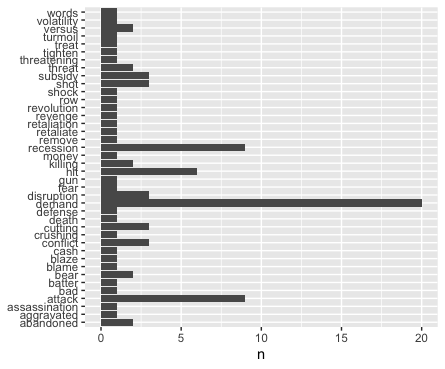 words
volatility
versus
turmoil
treat
tighten
threatening
threat
subsidy
shot
shock
row
revolution
revenge
retaliation
retaliate
remove
recession
money
killing
hit
gun
fear
disruption
demand
defense
death
cutting
crushing
conflict
cash
blaze
blame
bear
batter
bad
attack
assassination
aggravated
abandoned
0 5 10 15 20
n